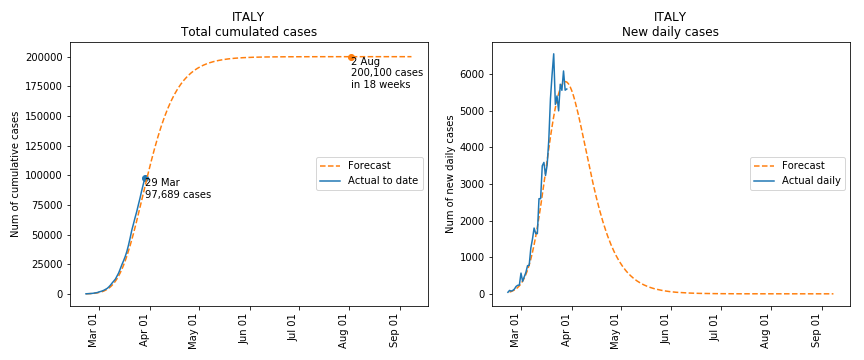 ITALY
Total cumulated cases
Num of cumulative cases
200000
175000
150000
125000
100000
75000
50000
25000
0
2 Aug
200,100 cases
in 18 weeks
29 Mar
97,689 cases
Forecast
Actual to date
Mar 01
Apr 01
May 01
Jun 01
Jul 01
Aug 01
Sep 01
ITALY
New daily cases
Num of new daily cases
6000
5000
4000
3000
2000
1000
0
Forecast
Actual daily
Mar 01
Apr 01
May 01
Jun 01
Jul 01
Aug 01
Sep 01